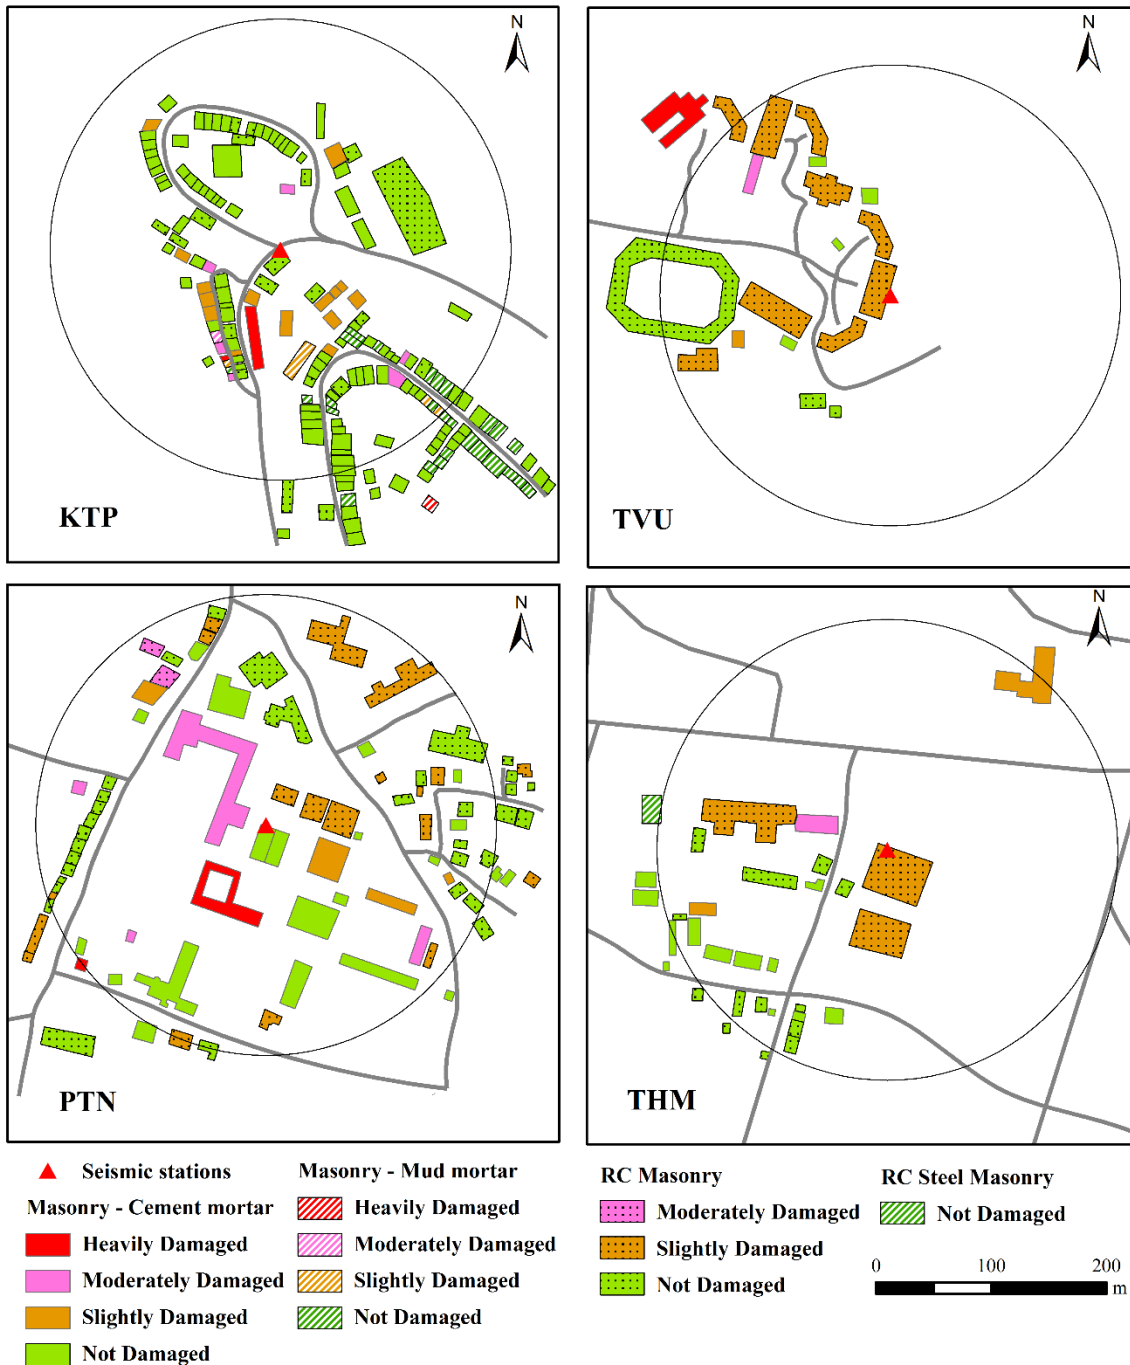 N
KTP
N
TVU
N
PTN
N
THM
Seismic stations
Masonry - Cement mortar
Heavily Damaged
Moderately Damaged
Slightly Damaged
Not Damaged
Masonry - Mud mortar
Heavily Damaged
Moderately Damaged
Slightly Damaged
Not Damaged
RC Masonry
Moderately Damaged
Slightly Damaged
Not Damaged
RC Steel Masonry
Not Damaged
0 100 200
m